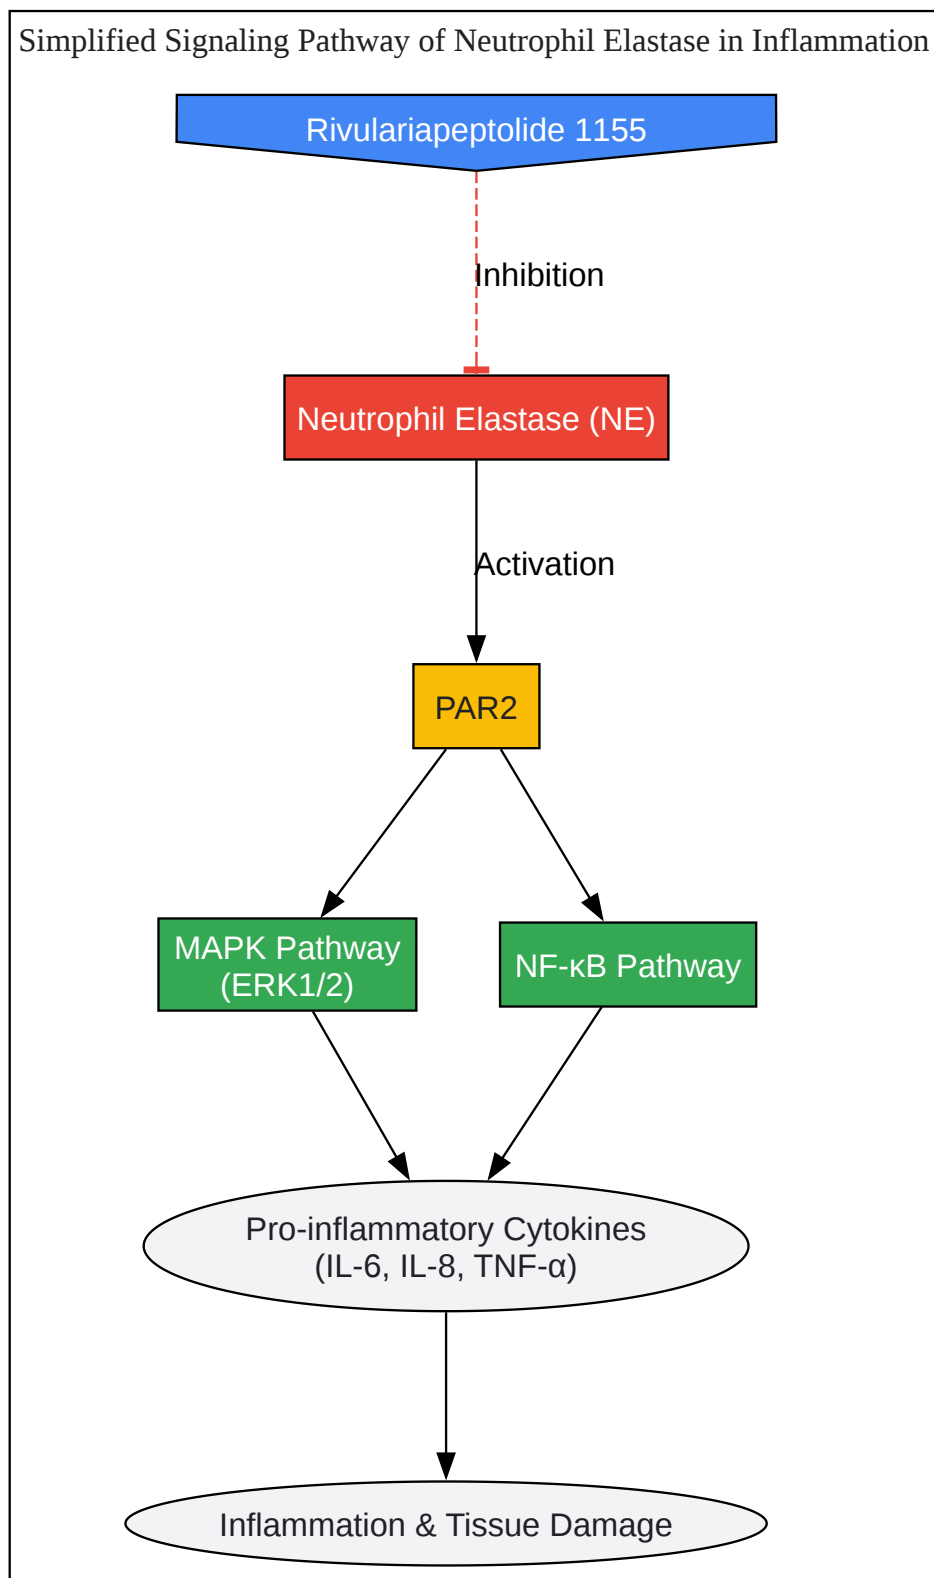 Simplified Signaling Pathway of Neutrophil Elastase in Inflammation
Rivulariapeptolide 1155
Inhibition
Neutrophil Elastase (NE)
Activation
PAR2
MAPK Pathway
(ERK1/2)
NF-κB Pathway
Pro-inflammatory Cytokines
(IL-6, IL-8, TNF-α)
Inflammation & Tissue Damage